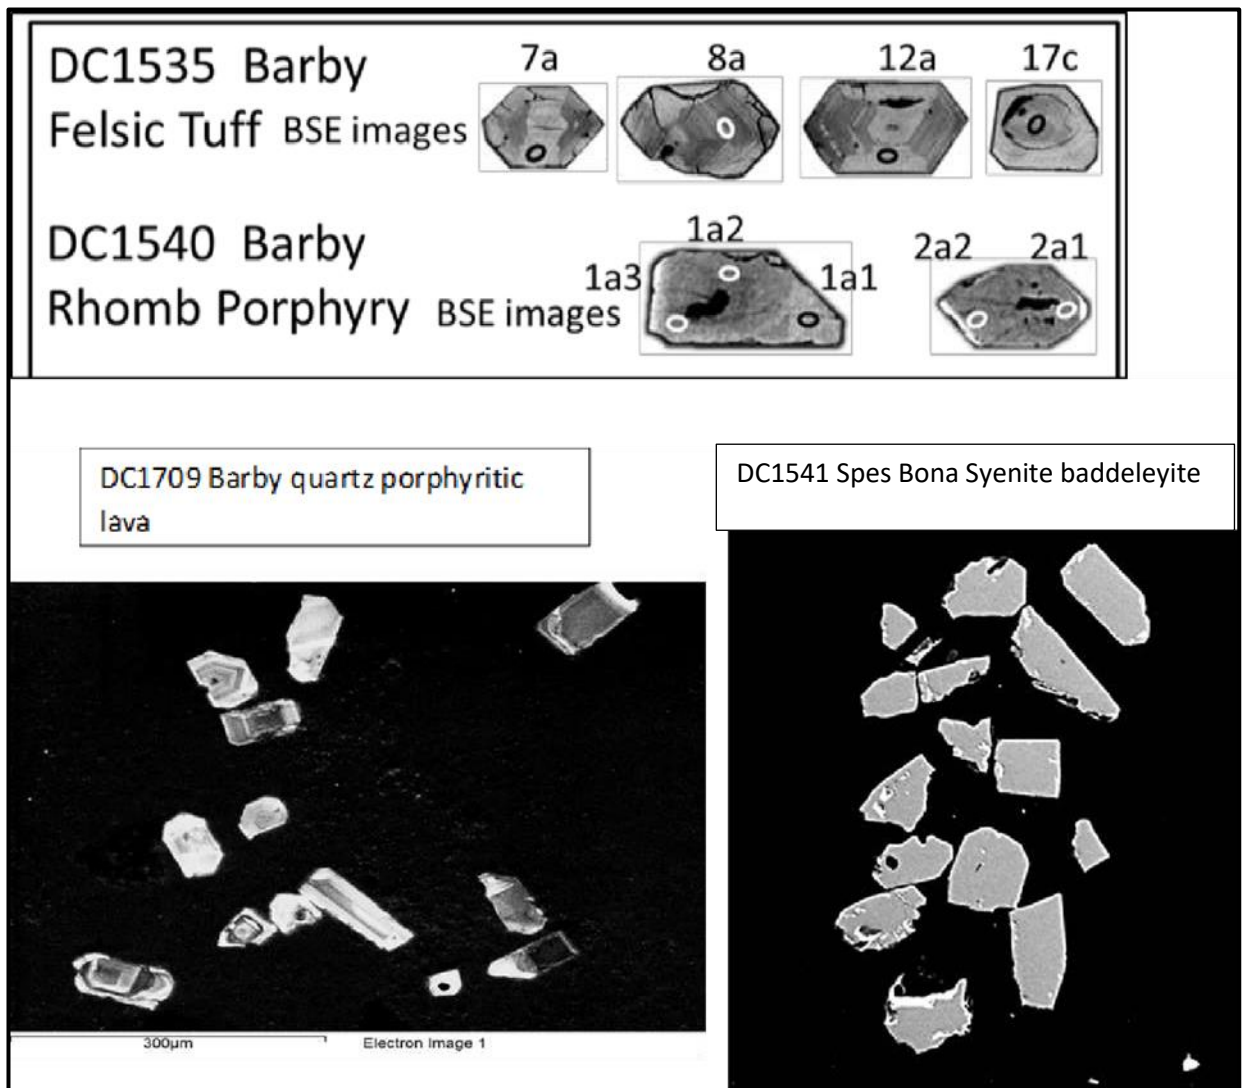 DC1535 Barby
Felsic Tuff BSE images
7a 8a 12a 17c
DC1540 Barby
Rhomb Porphyry BSE images
1a2
1a3 1a1
2a2 2a1
DC1709 Barby quartz porphyritic
lava
DC1541 Spes Bona Syenite baddeleyite
300µm Electron Image 1